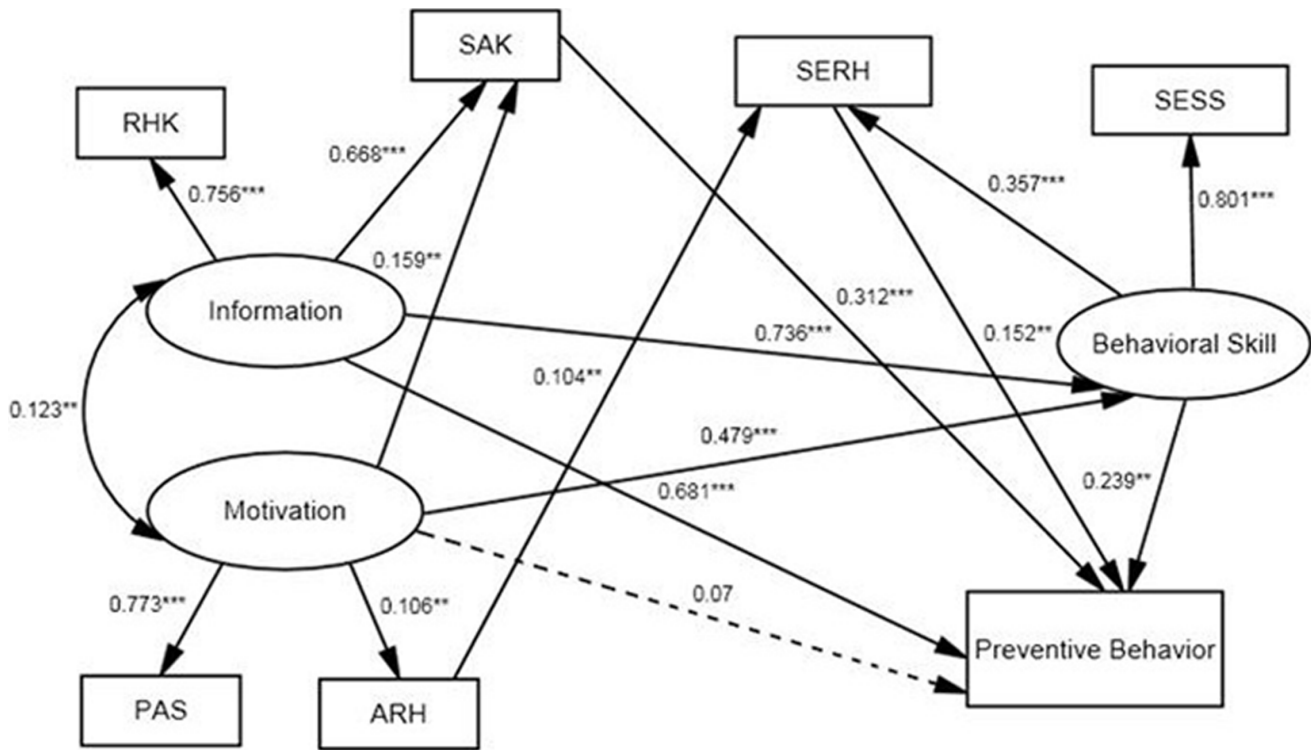 SAK
SERH
SESS
RHK
0.668***
0.756***
0.357***
0.801***
0.159**
Information
0.312***
0.736***
0.152**
Behavioral Skill
0.104**
0.123**
0.479***
0.239**
0.681***
Motivation
0.773***
0.106**
0.07
Preventive Behavior
PAS
ARH